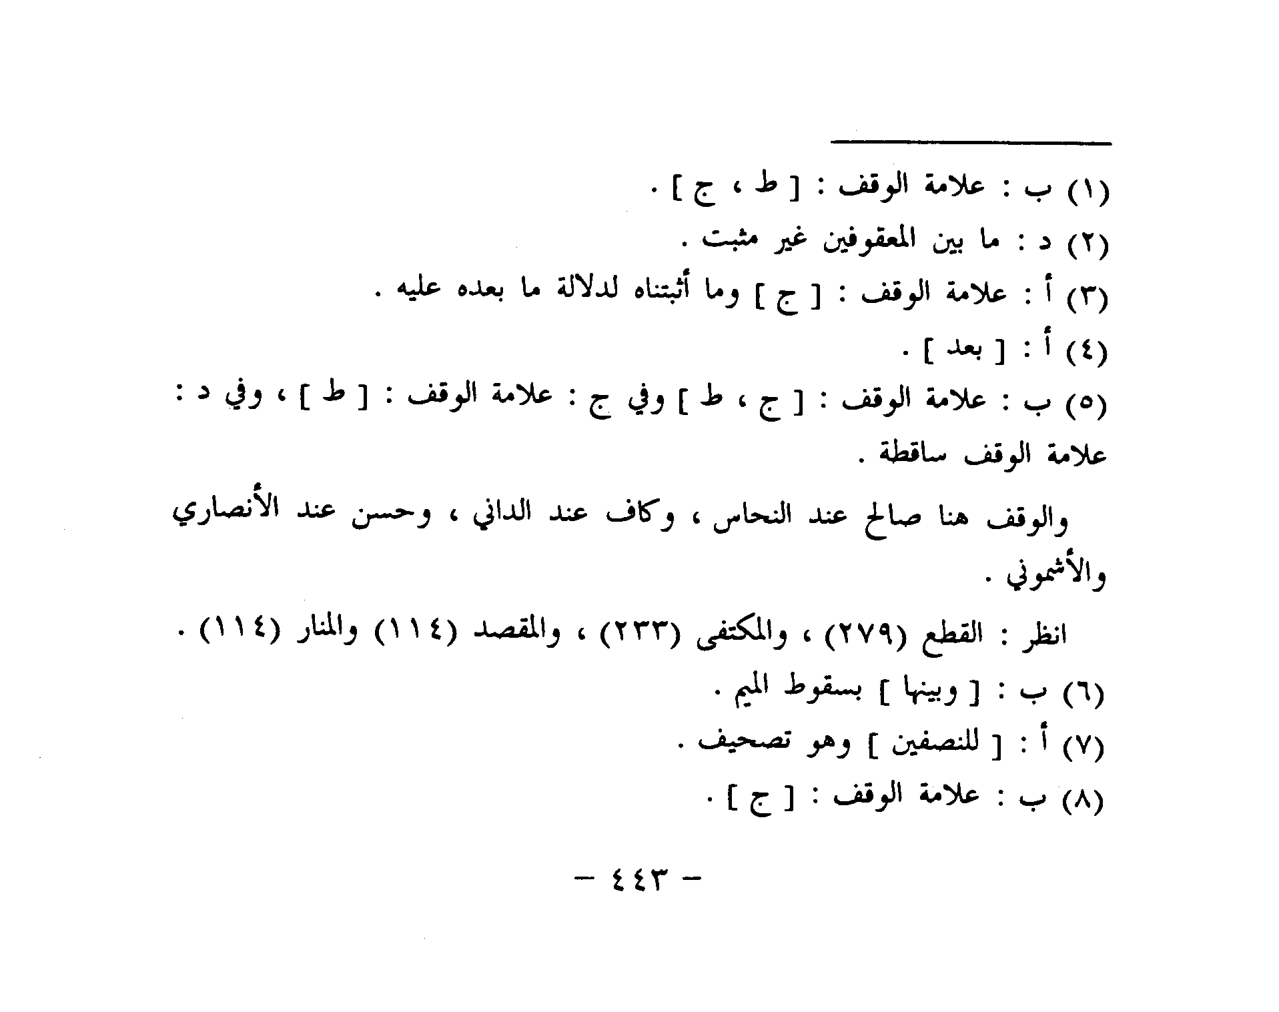 (١) ب : علامة الوقف : [ ط ، ج ] .
(٢) د : ما بين المعقوفين غير مثبت .
(٣) أ : علامة الوقف : [ ج ] وما أثبتناه لدلالة ما بعده عليه .
(٤) أ : [ بعد ] .
(٥) ب : علامة الوقف : [ ج ، ط ] وفي ج : علامة الوقف : [ ط ] ، وفي د :
علامة الوقف ساقطة .
والوقف هنا صالح عند النحاس ، وكاف عند الداني ، وحسن عند الأنصاري
والأشموني .
انظر : القطع (٢٧٩) ، والمكتفى (٢٣٣) ، والمقصد (١١٤) والمنار (١١٤) .
(٦) ب : [ وبينها ] بسقوط الميم .
(٧) أ : [ للنصفين ] وهو تصحيف .
(٨) ب : علامة الوقف : [ ج ] .
– ٤٤٣ –